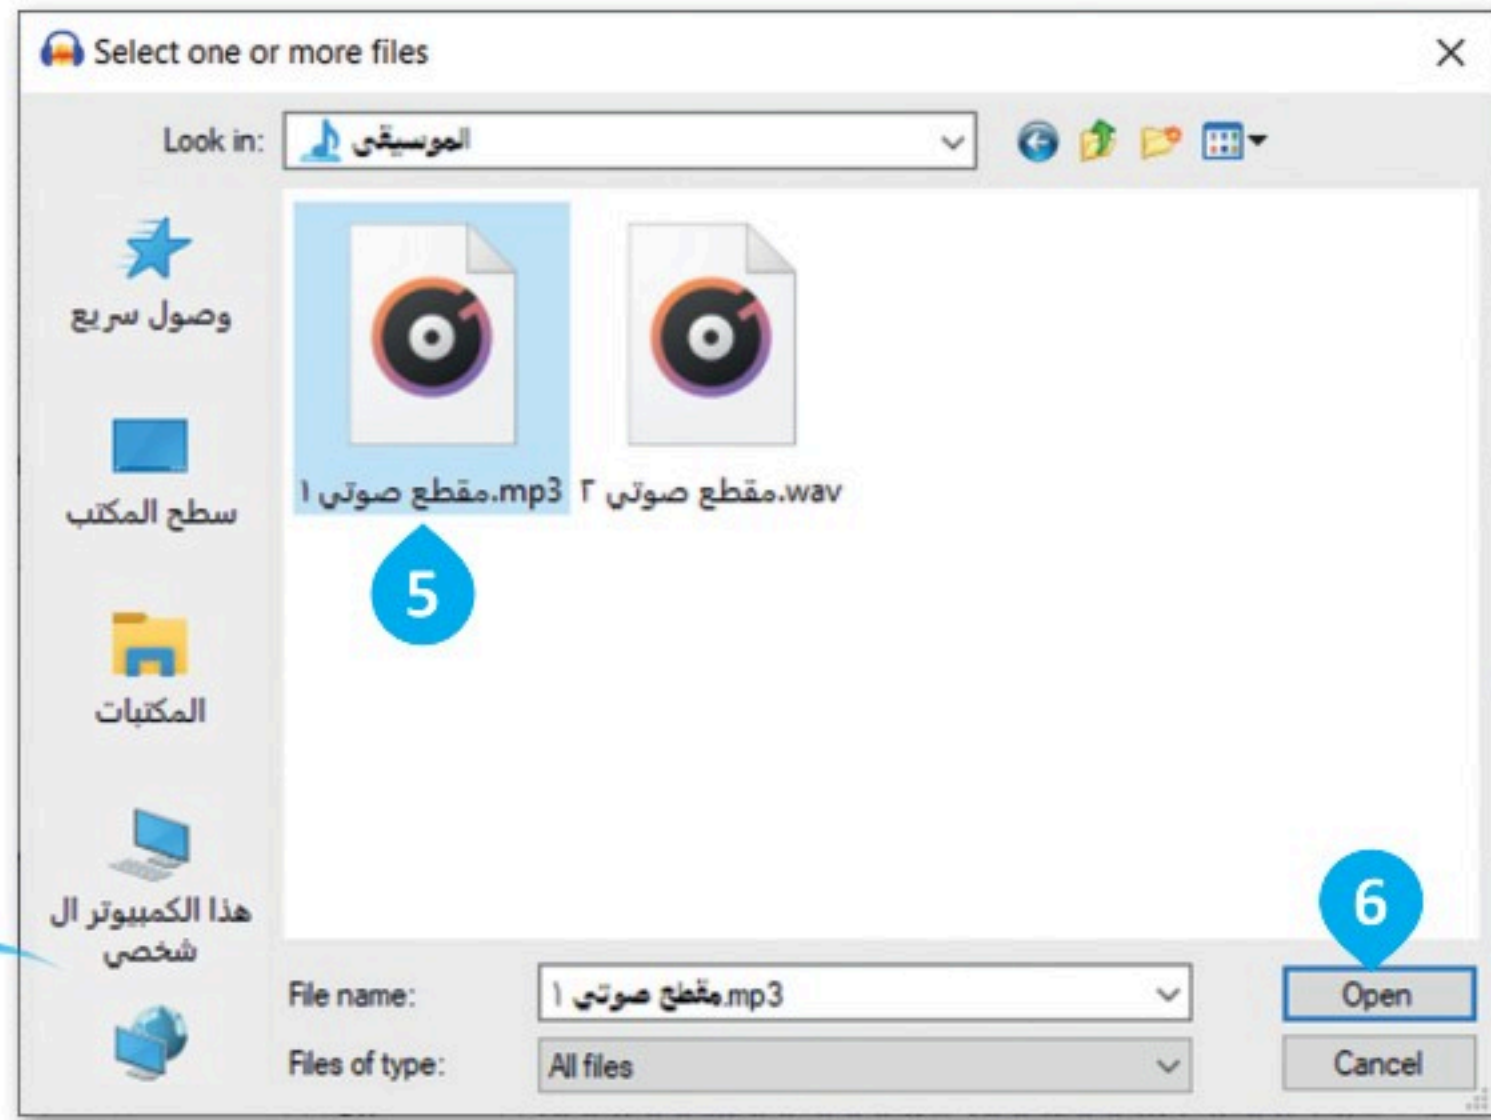 Select one or more files
Look in: الموسيقى
وصول سريع
سطح المكتب
المكتبات
هذا الكمبيوتر ال
شخصي
مقطع صوتي ١.mp3
مقطع صوتي ٢.wav
5
6
File name: مقطع صوتي ١.mp3
Open
Files of type: All files
Cancel